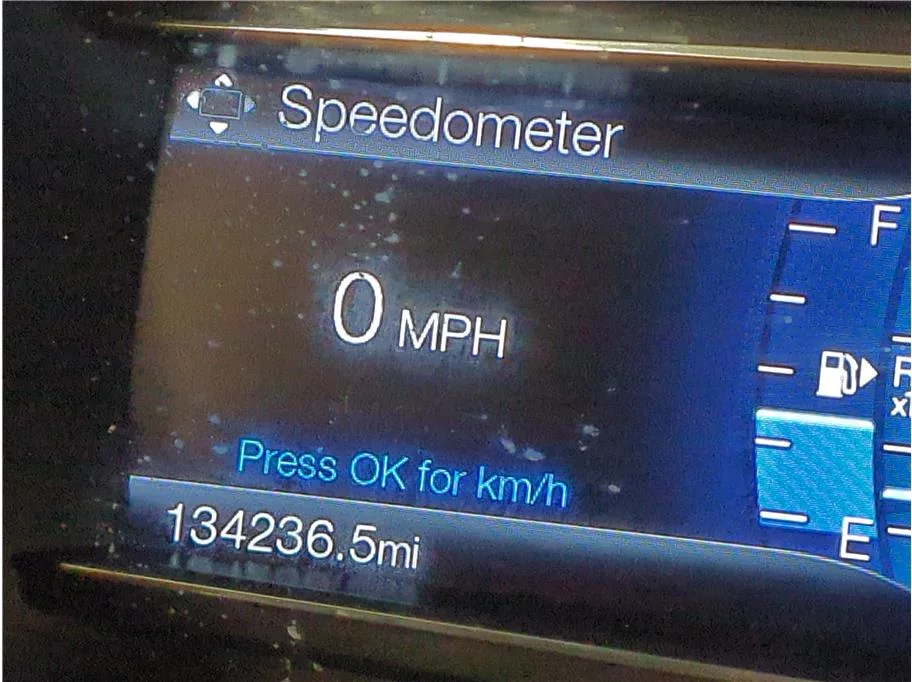 Speedometer
F
0 MPH
Press OK for km/h
134236.5mi
E